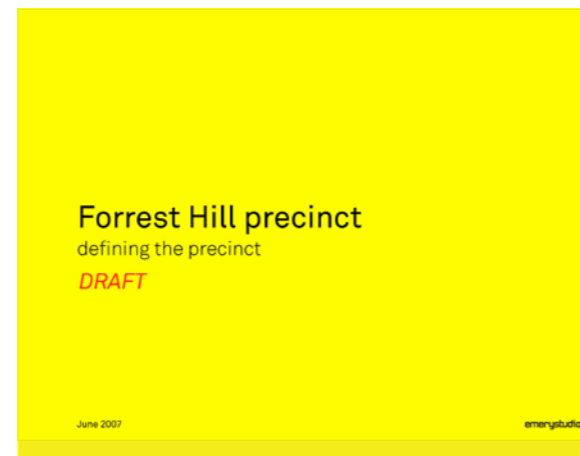 Forrest Hill precinct
defining the precinct
DRAFT
June 2007
emerystudio